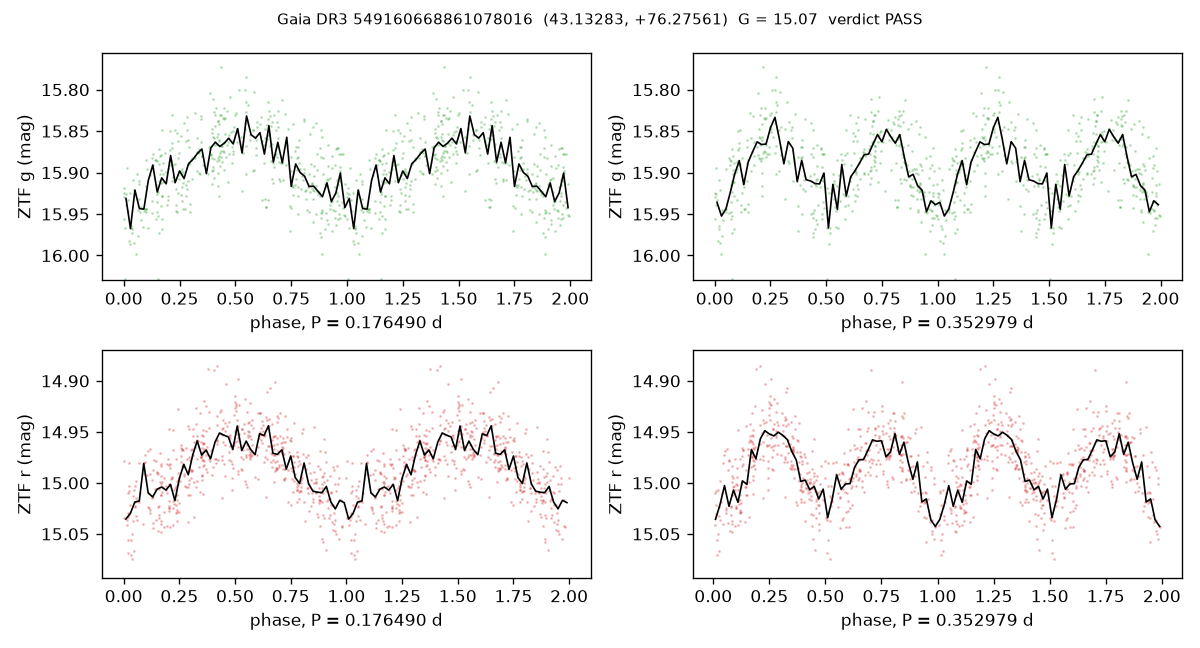 Gaia DR3 549160668861078016  (43.13283, +76.27561)  G = 15.07  verdict PASS
ZTF g (mag)
15.80
15.85
15.90
15.95
16.00
0.00 0.25 0.50 0.75 1.00 1.25 1.50 1.75 2.00
phase, P = 0.176490 d
ZTF g (mag)
15.80
15.85
15.90
15.95
16.00
0.00 0.25 0.50 0.75 1.00 1.25 1.50 1.75 2.00
phase, P = 0.352979 d
ZTF r (mag)
14.90
14.95
15.00
15.05
0.00 0.25 0.50 0.75 1.00 1.25 1.50 1.75 2.00
phase, P = 0.176490 d
ZTF r (mag)
14.90
14.95
15.00
15.05
0.00 0.25 0.50 0.75 1.00 1.25 1.50 1.75 2.00
phase, P = 0.352979 d